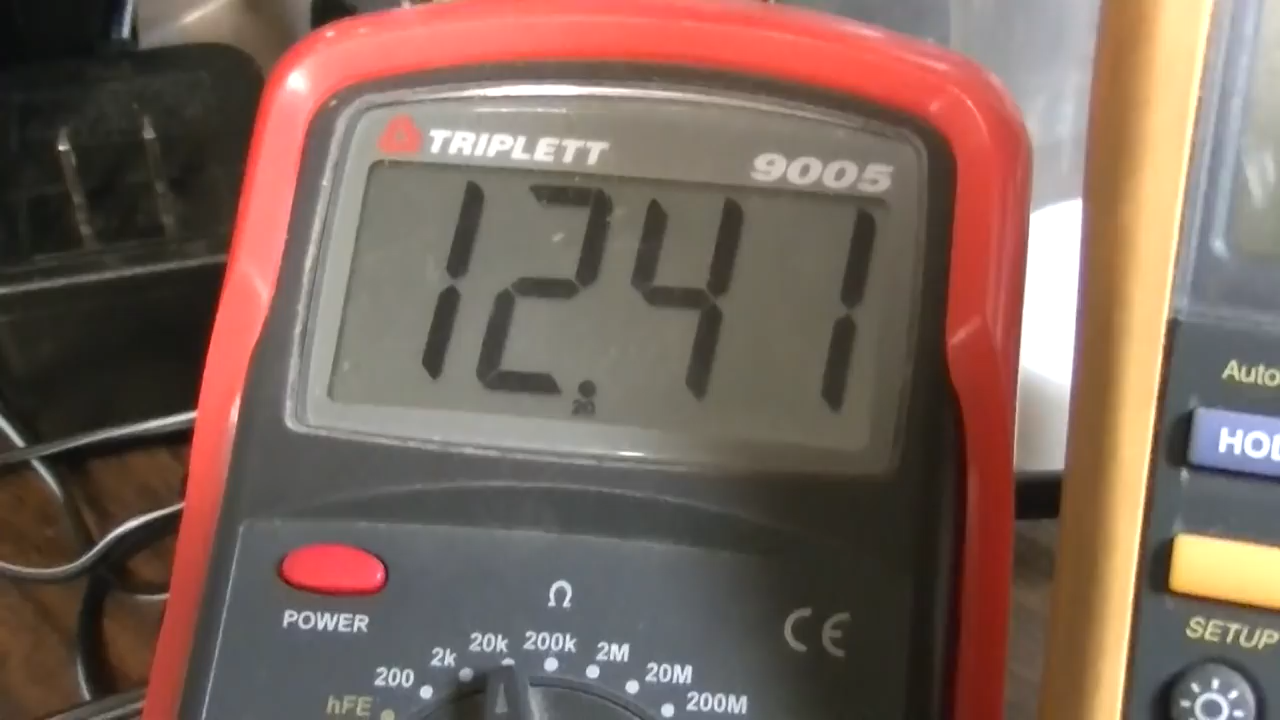 TRIPLETT 9005
12.41
20
POWER
Ω
CE
hFE 200 2k 20k 200k 2M 20M 200M
Auto
HOL
SETUP